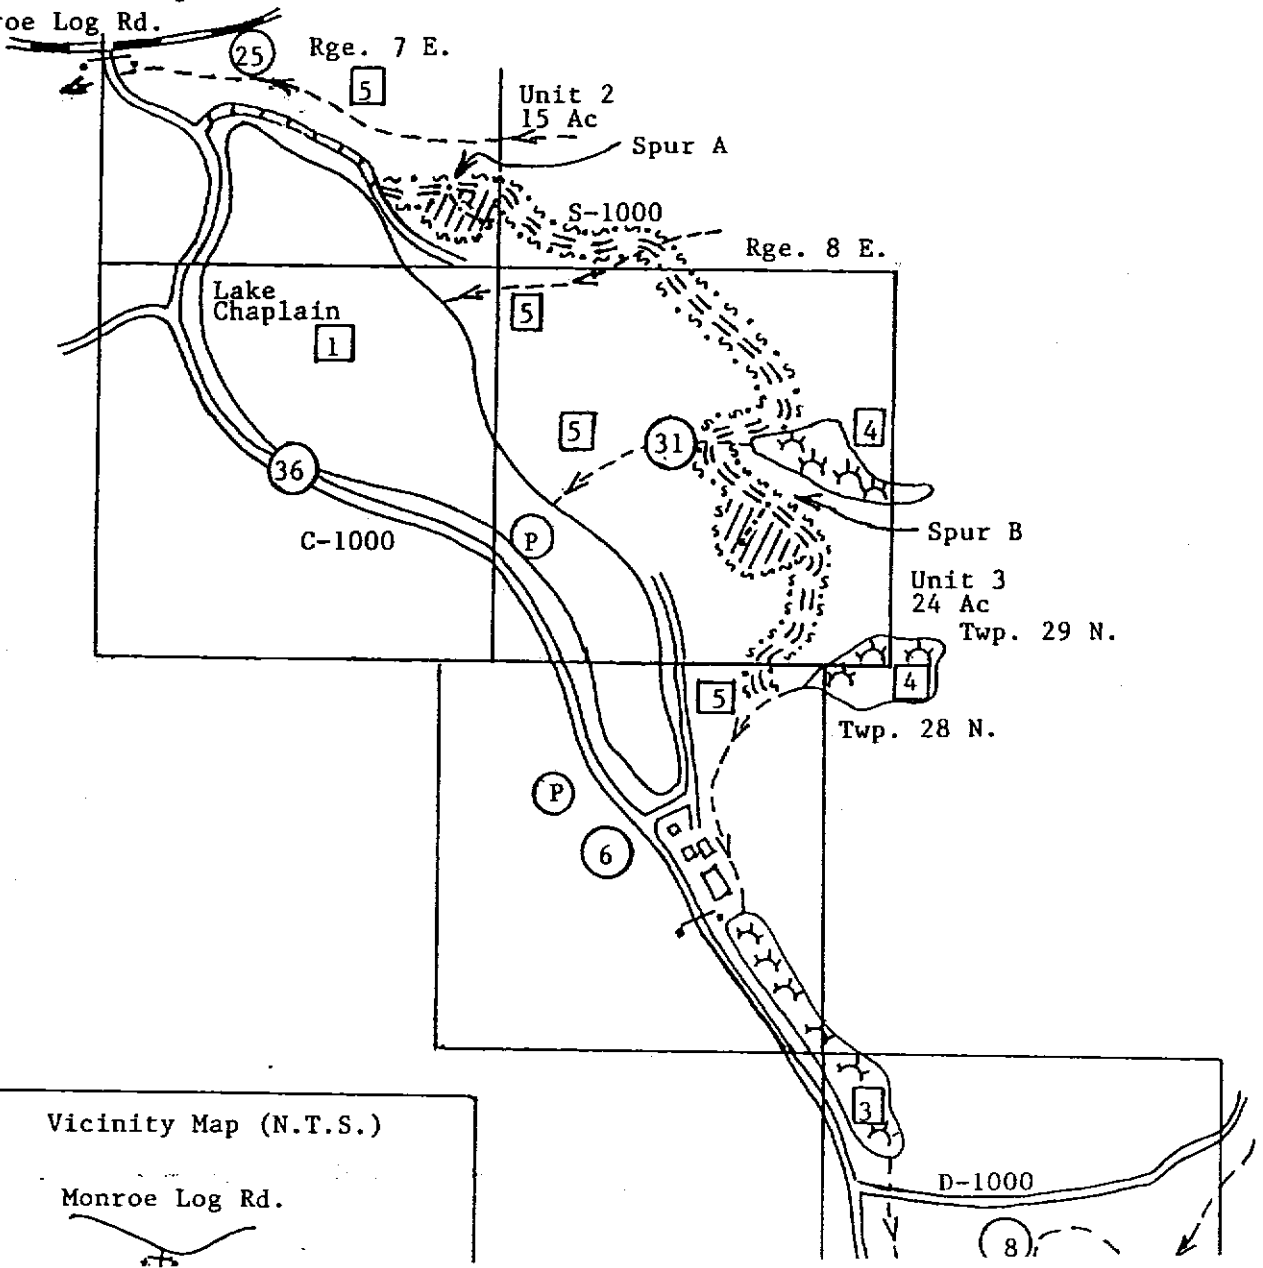 roe Log Rd.
25
Rge. 7 E.
5
Unit 2
15 Ac
Spur A
S-1000
Rge. 8 E.
Lake
Chaplain
1
5
5
31
4
36
C-1000
P
Spur B
Unit 3
24 Ac
Twp. 29 N.
5
4
Twp. 28 N.
P
6
3
Vicinity Map (N.T.S.)
Monroe Log Rd.
D-1000
8